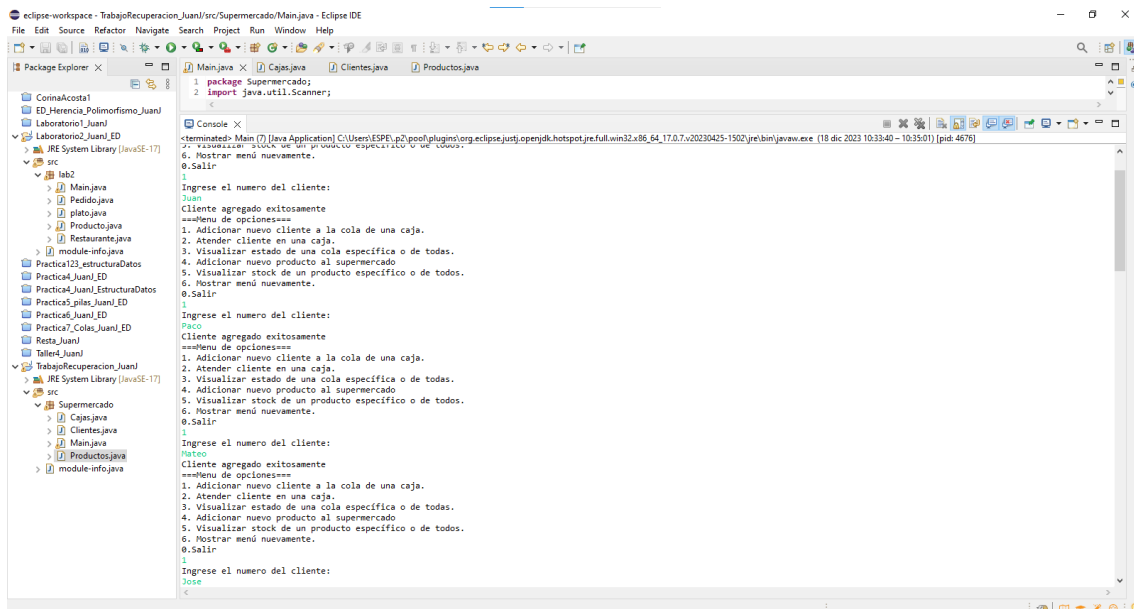 eclipse-workspace - TrabajoRecuperacion_JuanJ/src/Supermercado/Main.java - Eclipse IDE
File Edit Source Refactor Navigate Search Project Run Window Help
Package Explorer
Main.java Cajas.java Clientes.java Productos.java
1 package Supermercado;
2 import java.util.Scanner;
CorinaAcosta1
ED_Herencia_Polimorfismo_JuanJ
Laboratorio1_JuanJ
Laboratorio2_JuanJ_ED
JRE System Library [JavaSE-17]
src
lab2
Main.java
Pedido.java
plato.java
Producto.java
Restaurante.java
module-info.java
Practica123_estructuraDatos
Practica4_JuanJ_ED
Practica4_JuanJ_EstructuraDatos
Practica5_pilas_JuanJ_ED
Practica6_JuanJ_ED
Practica7_Colas_JuanJ_ED
Resta_JuanJ
Taller4_JuanJ
TrabajoRecuperacion_JuanJ
JRE System Library [JavaSE-17]
src
Supermercado
Cajas.java
Clientes.java
Main.java
Productos.java
module-info.java
Console
<terminated> Main (7) [Java Application] C:\Users\ESPE\.p2\pool\plugins\org.eclipse.justj.openjdk.hotspot.jre.full.win32.x86_64_17.0.7.v20230425-1502\jre\bin\javaw.exe (18 dic 2023 10:33:40 – 10:35:01) [pid: 4676]
5. Visualizar stock de un producto específico o de todos.
6. Mostrar menú nuevamente.
0.Salir
1
Ingrese el numero del cliente:
Juan
Cliente agregado exitosamente
===Menu de opciones===
1. Adicionar nuevo cliente a la cola de una caja.
2. Atender cliente en una caja.
3. Visualizar estado de una cola específica o de todas.
4. Adicionar nuevo producto al supermercado
5. Visualizar stock de un producto específico o de todos.
6. Mostrar menú nuevamente.
0.Salir
1
Ingrese el numero del cliente:
Paco
Cliente agregado exitosamente
===Menu de opciones===
1. Adicionar nuevo cliente a la cola de una caja.
2. Atender cliente en una caja.
3. Visualizar estado de una cola específica o de todas.
4. Adicionar nuevo producto al supermercado
5. Visualizar stock de un producto específico o de todos.
6. Mostrar menú nuevamente.
0.Salir
1
Ingrese el numero del cliente:
Mateo
Cliente agregado exitosamente
===Menu de opciones===
1. Adicionar nuevo cliente a la cola de una caja.
2. Atender cliente en una caja.
3. Visualizar estado de una cola específica o de todas.
4. Adicionar nuevo producto al supermercado
5. Visualizar stock de un producto específico o de todos.
6. Mostrar menú nuevamente.
0.Salir
1
Ingrese el numero del cliente:
Jose